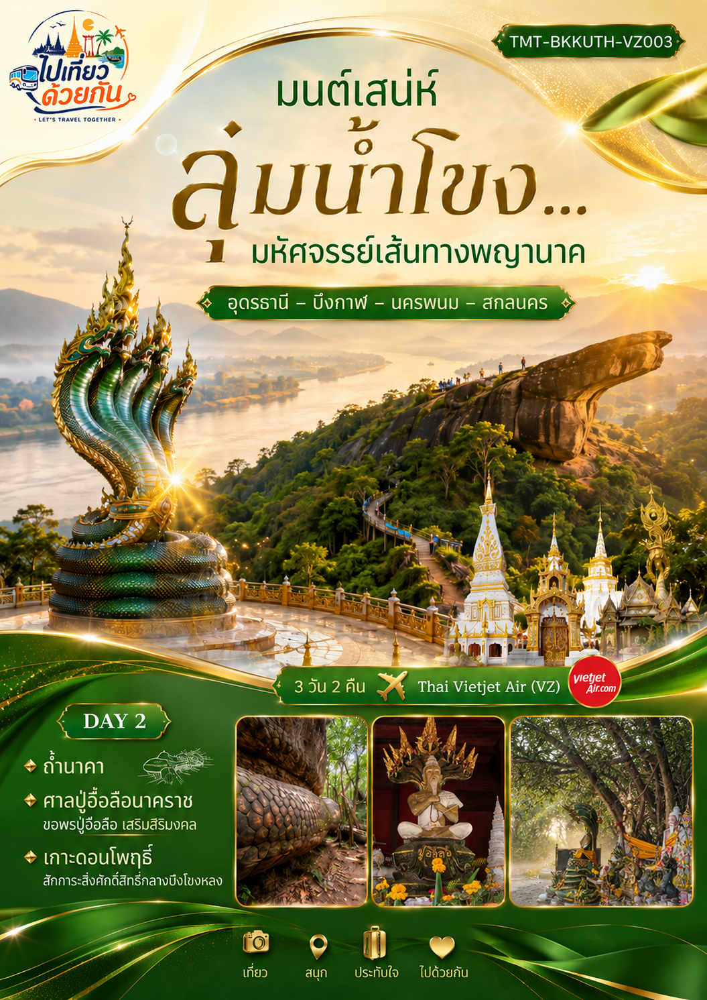 ไปเที่ยว
ด้วยกัน
• LET'S TRAVEL TOGETHER •
TMT-BKKUTH-VZ003
มนต์เสน่ห์
ลุ่มน้ำโขง...
มหัศจรรย์เส้นทางพญานาค
อุดรธานี – บึงกาฬ – นครพนม – สกลนคร
3 วัน 2 คืน Thai Vietjet Air (VZ)
vietjet
Air.com
DAY 2
ถ้ำนาคา
ศาลปู่อื้อลือนาคราช
ขอพรปู่อือลือ เสริมสิริมงคล
เกาะดอนโพฤธิ์
สักการะสิ่งศักดิ์สิทธิ์กลางบึงโขงหลง
ปู่อือลือ
เที่ยว สนุก ประทับใจ ไปด้วยกัน